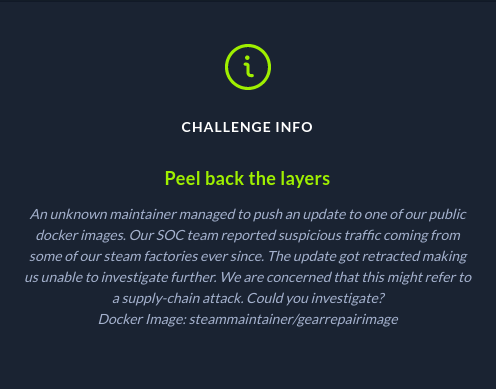 CHALLENGE INFO
Peel back the layers
An unknown maintainer managed to push an update to one of our public
docker images. Our SOC team reported suspicious traffic coming from
some of our steam factories ever since. The update got retracted making
us unable to investigate further. We are concerned that this might refer to
a supply-chain attack. Could you investigate?
Docker Image: steammaintainer/gearrepairimage